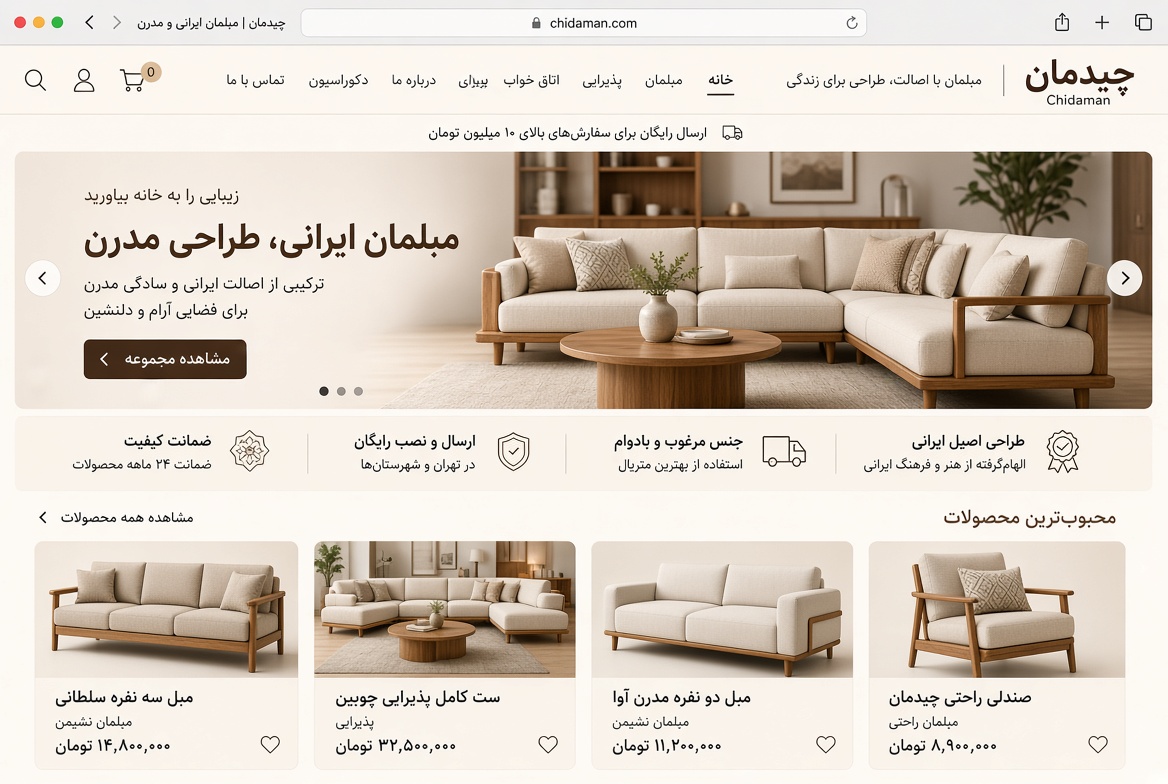 چیدمان | مبلمان ایرانی و مدرن
chidaman.com
چیدمان
Chidaman
مبلمان با اصالت، طراحی برای زندگی
خانه
مبلمان
پذیرایی
اتاق خواب
دکوراسیون
درباره ما
تماس با ما
0
ارسال رایگان برای سفارش‌های بالای ۱۰ میلیون تومان
زیبایی را به خانه بیاورید
مبلمان ایرانی، طراحی مدرن
ترکیبی از اصالت ایرانی و سادگی مدرن
برای فضایی آرام و دلنشین
مشاهده مجموعه
طراحی اصیل ایرانی
الهام‌گرفته از هنر و فرهنگ ایرانی
جنس مرغوب و بادوام
استفاده از بهترین متریال
ارسال و نصب رایگان
در تهران و شهرستان‌ها
ضمانت کیفیت
ضمانت ۲۴ ماهه محصولات
محبوب‌ترین محصولات
مشاهده همه محصولات
صندلی راحتی چیدمان
مبلمان راحتی
۸,۹۰۰,۰۰۰ تومان
مبل دو نفره مدرن آوا
مبلمان نشیمن
۱۱,۲۰۰,۰۰۰ تومان
ست کامل پذیرایی چوبین
پذیرایی
۳۲,۵۰۰,۰۰۰ تومان
مبل سه نفره سلطانی
مبلمان نشیمن
۱۴,۸۰۰,۰۰۰ تومان